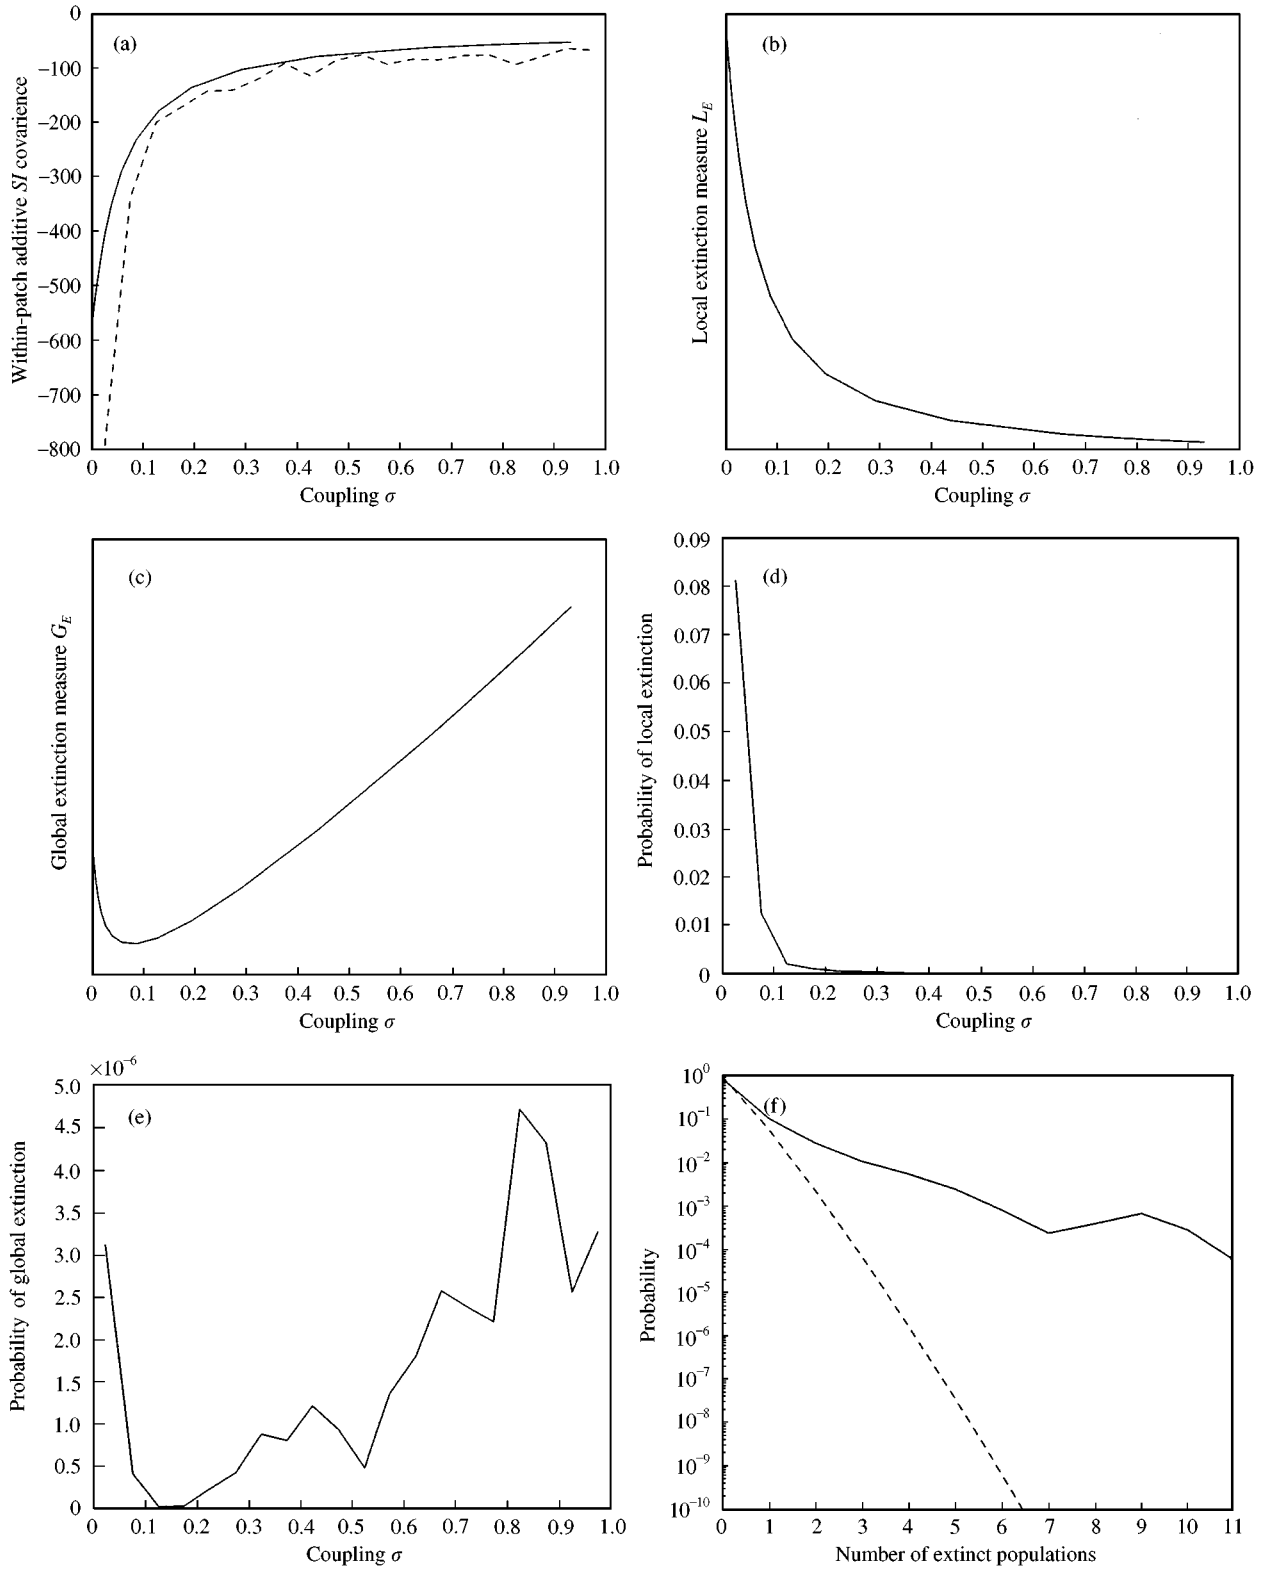 (a)
Within-patch additive SI covarience
0
−100
−200
−300
−400
−500
−600
−700
−800
0 0.1 0.2 0.3 0.4 0.5 0.6 0.7 0.8 0.9 1.0
Coupling σ
(b)
Local extinction measure L_E
0 0.1 0.2 0.3 0.4 0.5 0.6 0.7 0.8 0.9 1.0
Coupling σ
(c)
Global extinction measure G_E
0 0.1 0.2 0.3 0.4 0.5 0.6 0.7 0.8 0.9 1.0
Coupling σ
(d)
Probability of local extinction
0.09
0.08
0.07
0.06
0.05
0.04
0.03
0.02
0.01
0
0 0.1 0.2 0.3 0.4 0.5 0.6 0.7 0.8 0.9 1.0
Coupling σ
×10⁻⁶
(e)
Probability of global extinction
5.0
4.5
4.0
3.5
3.0
2.5
2.0
1.5
1.0
0.5
0
0 0.1 0.2 0.3 0.4 0.5 0.6 0.7 0.8 0.9 1.0
Coupling σ
(f)
Probability
10⁰
10⁻¹
10⁻²
10⁻³
10⁻⁴
10⁻⁵
10⁻⁶
10⁻⁷
10⁻⁸
10⁻⁹
10⁻¹⁰
0 1 2 3 4 5 6 7 8 9 10 11
Number of extinct populations